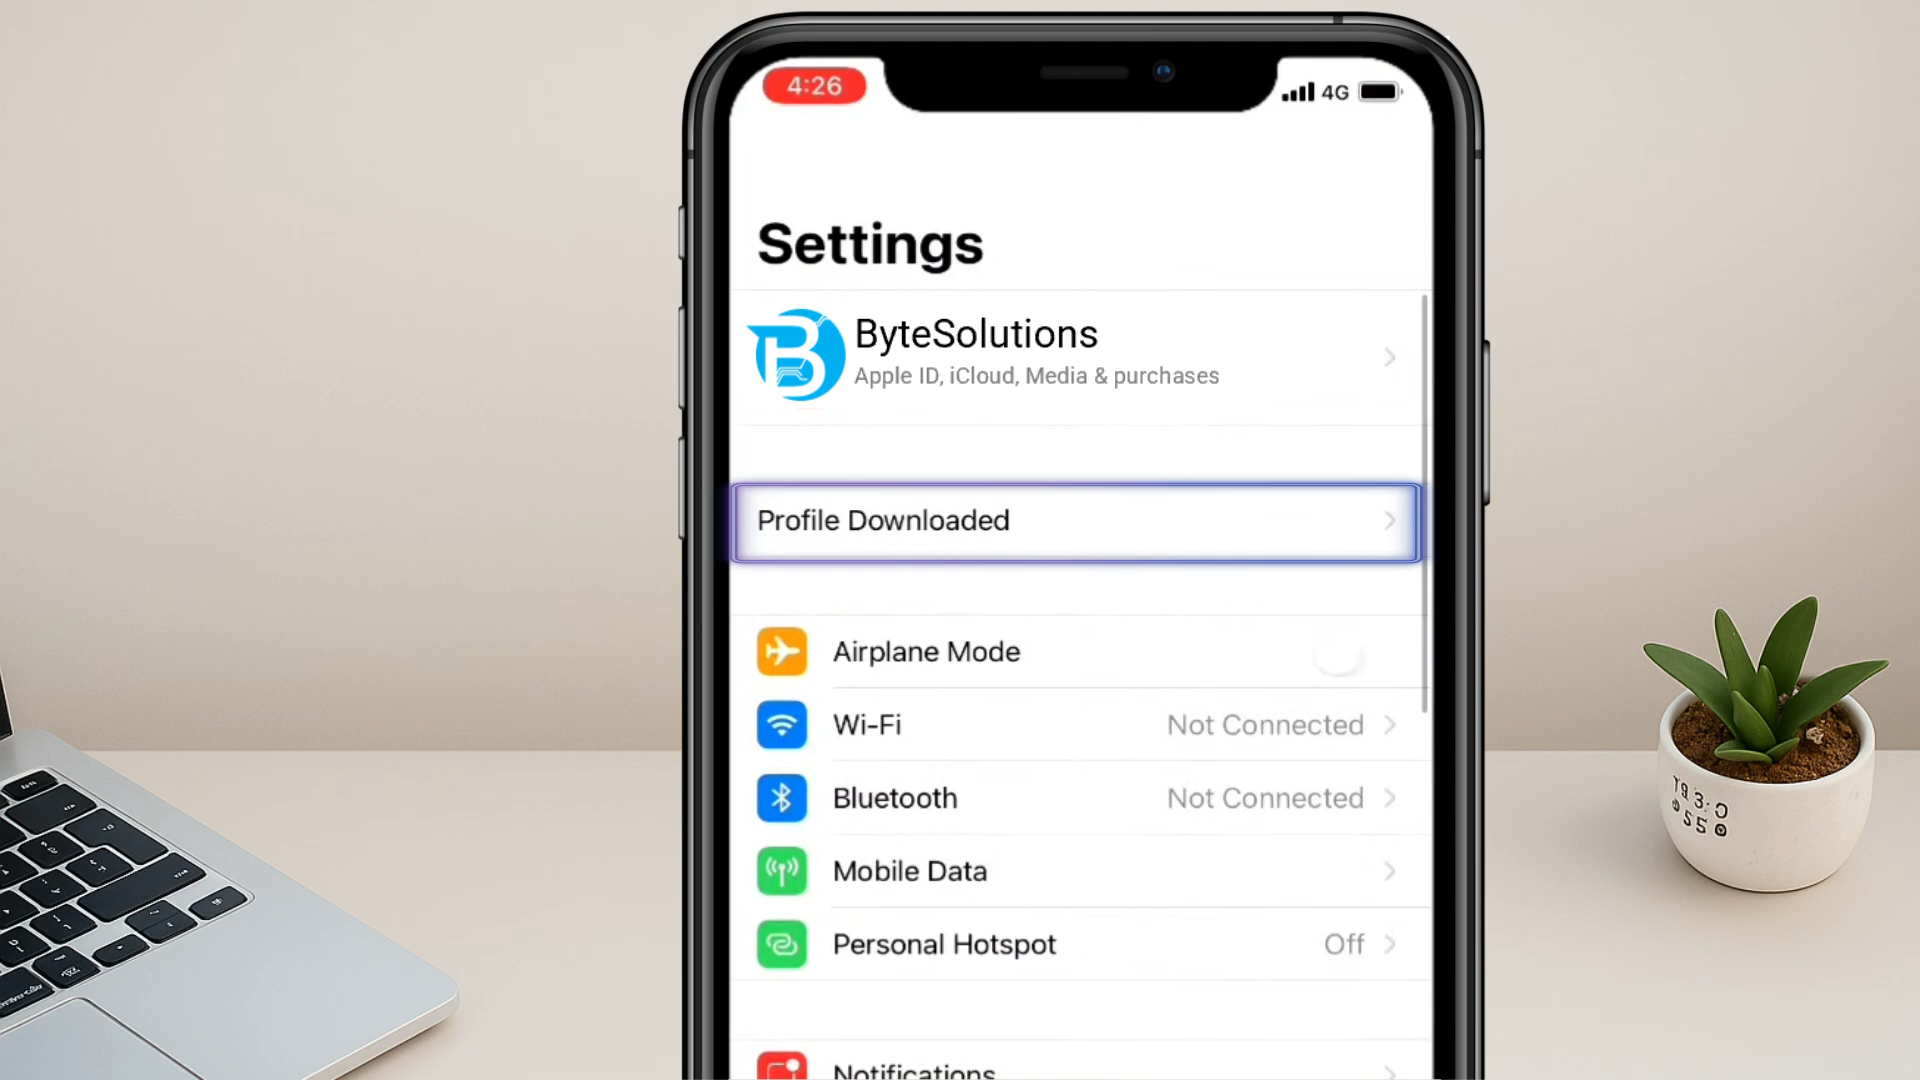 4:26
4G
Settings
ByteSolutions
Apple ID, iCloud, Media & purchases
Profile Downloaded
Airplane Mode
Wi-Fi Not Connected
Bluetooth Not Connected
Mobile Data
Personal Hotspot Off
Notifications